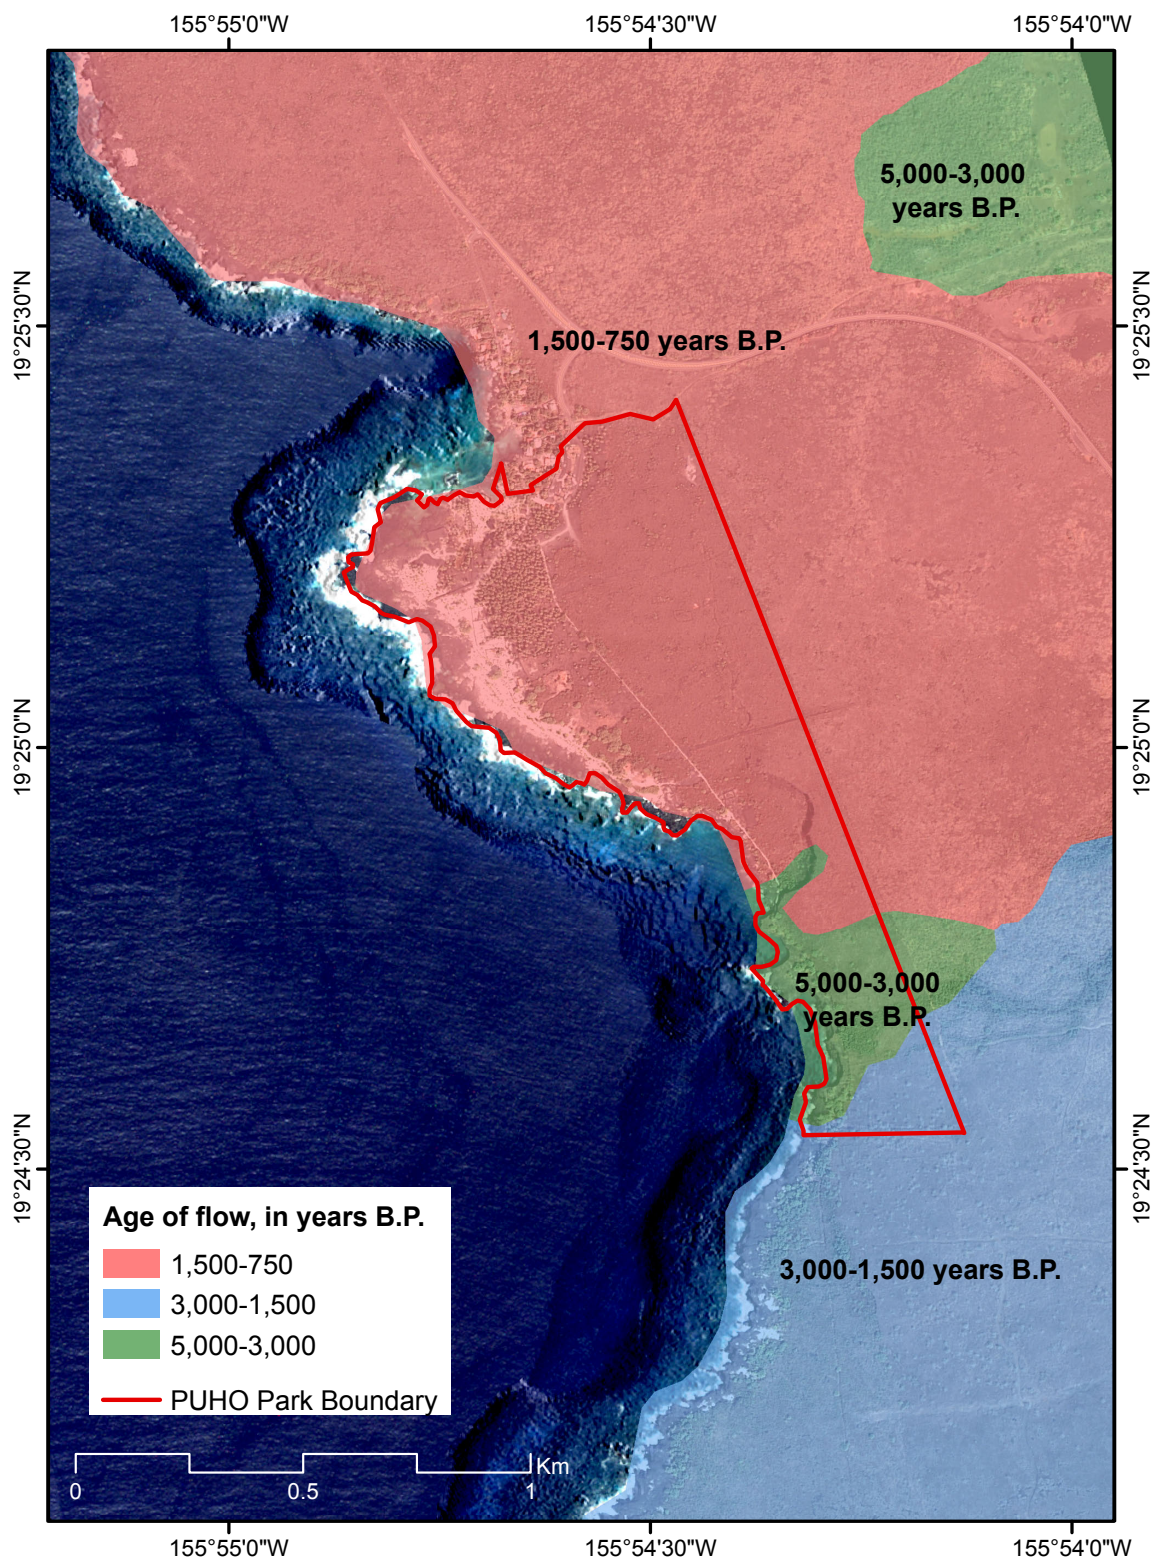 155°55'0"W
155°54'30"W
155°54'0"W
5,000-3,000
years B.P.
19°25'30"N
19°25'30"N
1,500-750 years B.P.
19°25'0"N
19°25'0"N
5,000-3,000
years B.P.
19°24'30"N
19°24'30"N
Age of flow, in years B.P.
1,500-750
3,000-1,500
5,000-3,000
PUHO Park Boundary
3,000-1,500 years B.P.
Km
0
0.5
1
155°55'0"W
155°54'30"W
155°54'0"W